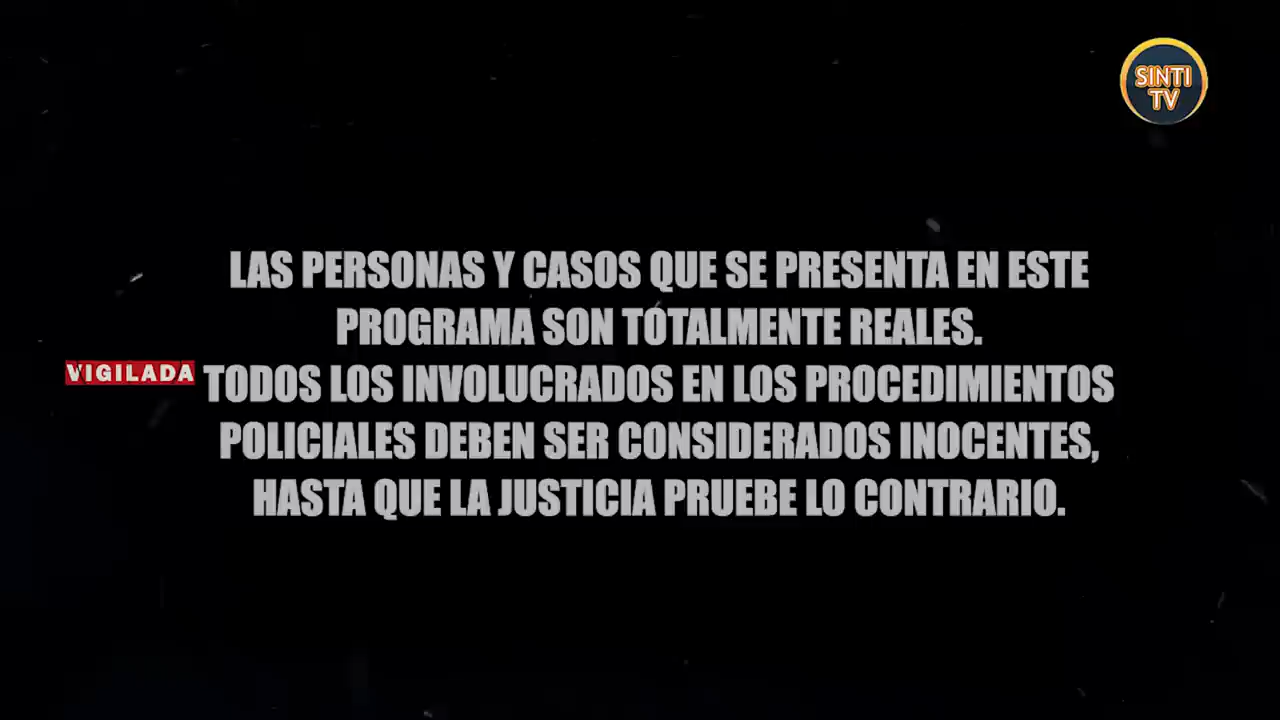 SINTI
TV
LAS PERSONAS Y CASOS QUE SE PRESENTA EN ESTE
PROGRAMA SON TOTALMENTE REALES.
VIGILADA
TODOS LOS INVOLUCRADOS EN LOS PROCEDIMIENTOS
POLICIALES DEBEN SER CONSIDERADOS INOCENTES,
HASTA QUE LA JUSTICIA PRUEBE LO CONTRARIO.